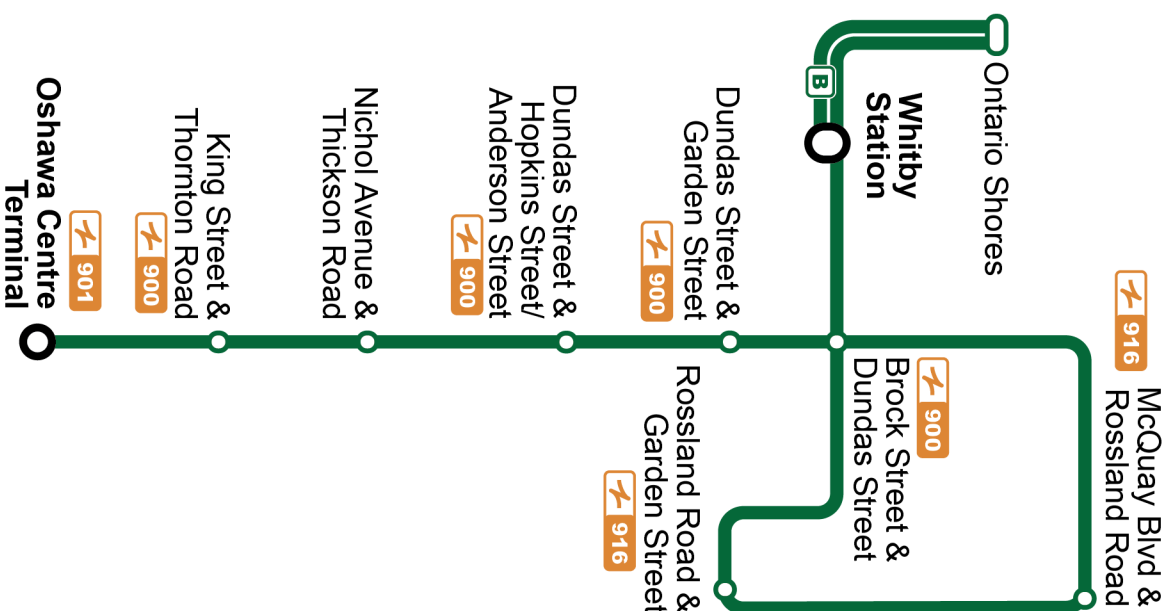 Ontario Shores
B
Whitby
Station
916
McQuay Blvd &
Rossland Road
900
Brock Street &
Dundas Street
Dundas Street &
Garden Street
900
Rossland Road &
Garden Street
916
Dundas Street &
Hopkins Street/
Anderson Street
900
Nichol Avenue &
Thickson Road
King Street &
Thornton Road
900
901
Oshawa Centre
Terminal